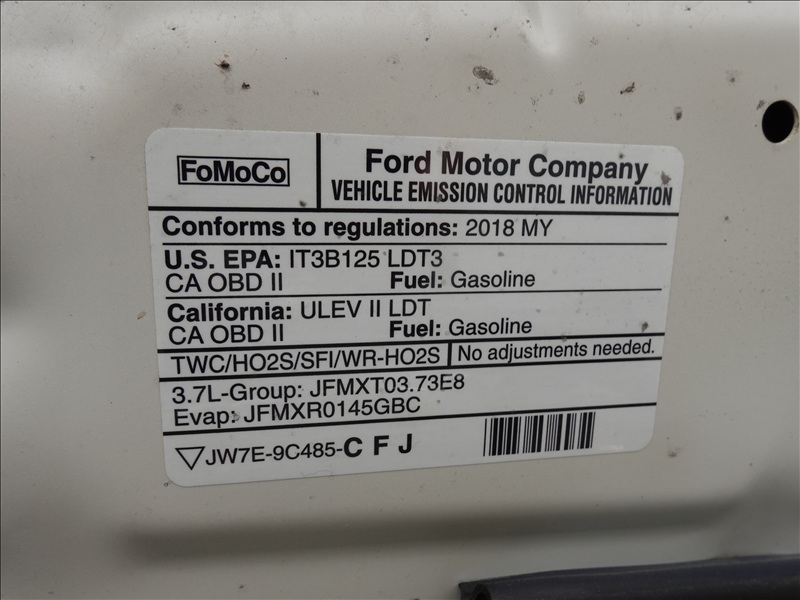 FoMoCo
Ford Motor Company
VEHICLE EMISSION CONTROL INFORMATION
Conforms to regulations: 2018 MY
U.S. EPA: IT3B125 LDT3
CA OBD II Fuel: Gasoline
California: ULEV II LDT
CA OBD II Fuel: Gasoline
TWC/HO2S/SFI/WR-HO2S No adjustments needed.
3.7L-Group: JFMXT03.73E8
Evap: JFMXR0145GBC
JW7E-9C485-C F J